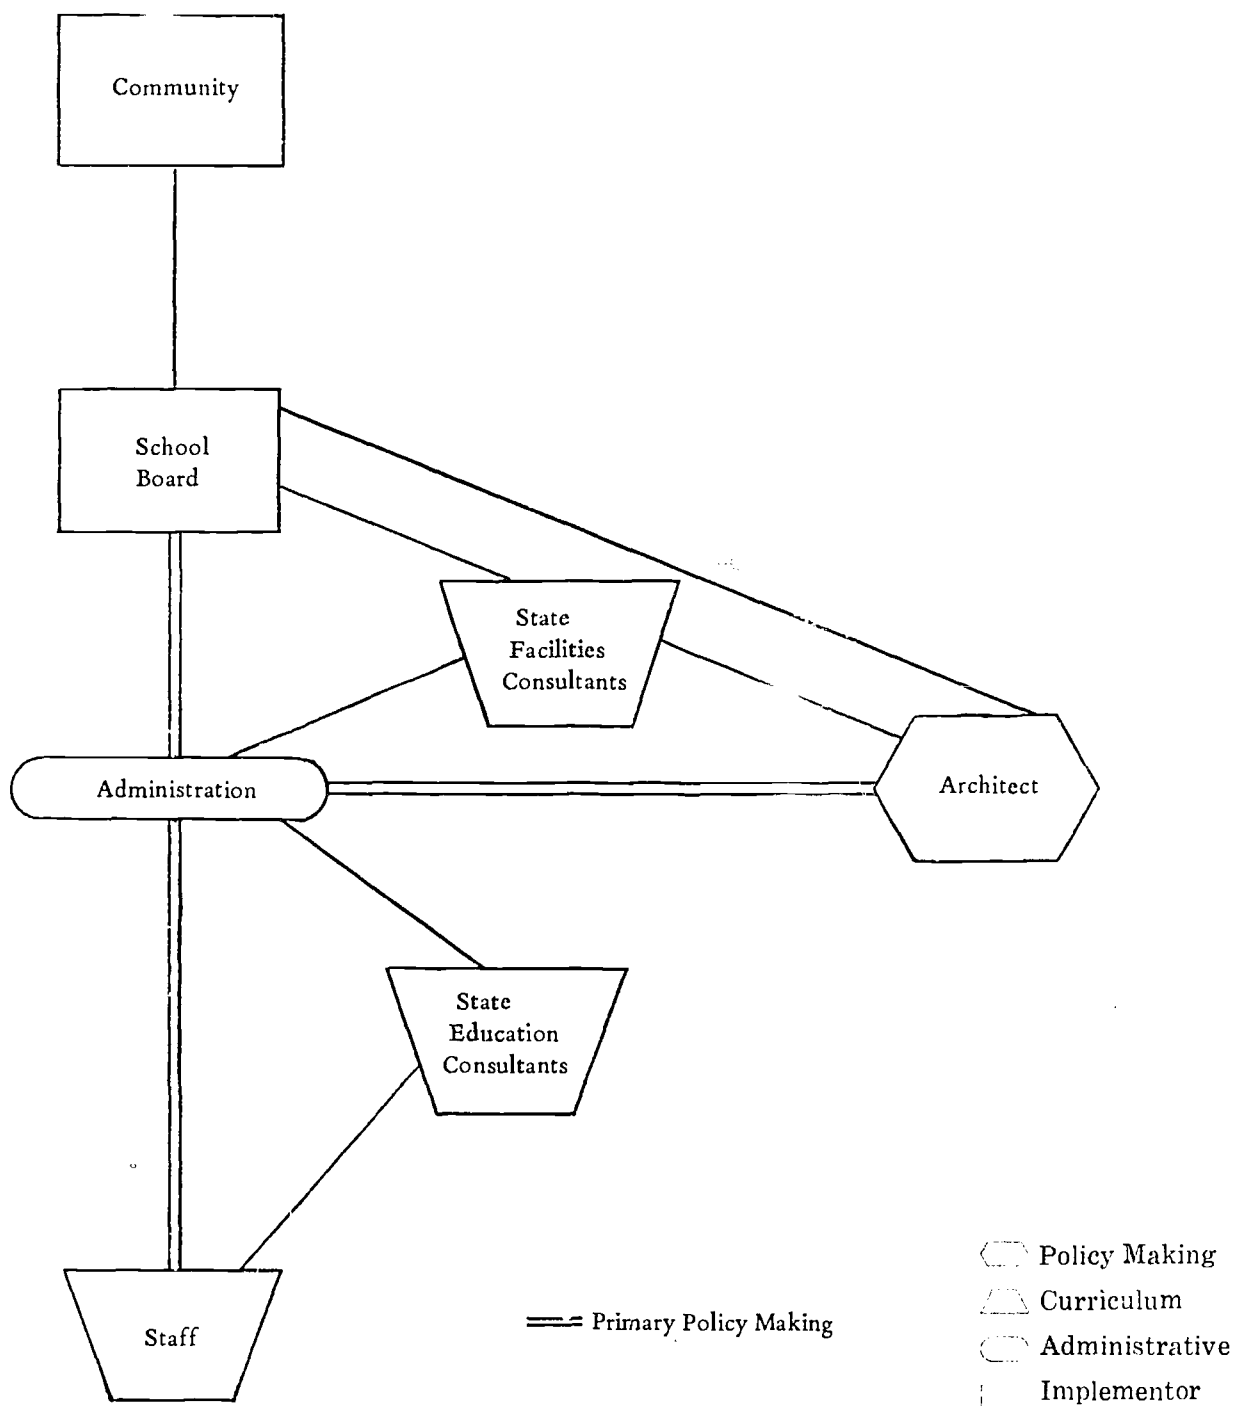 Community
School
Board
State
Facilities
Consultants
Administration
Architect
State
Education
Consultants
Staff
Primary Policy Making
Policy Making
Curriculum
Administrative
Implementor